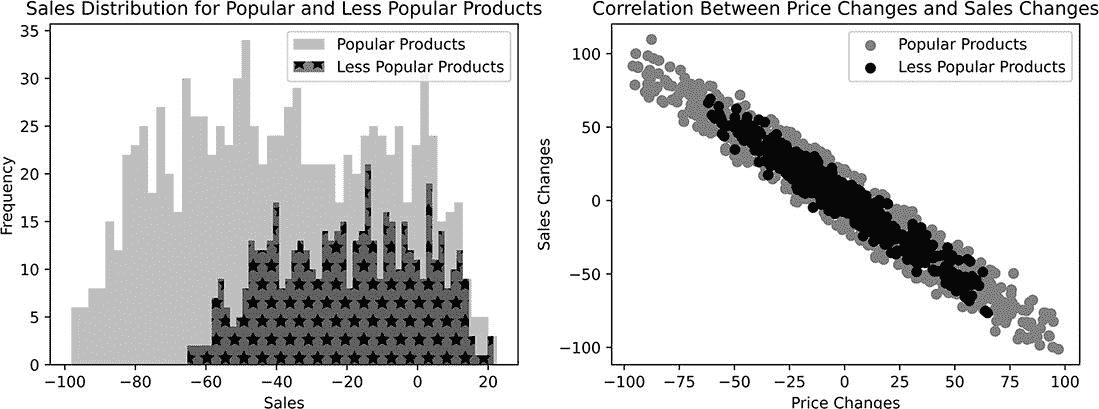 Sales Distribution for Popular and Less Popular Products
35
30
25
20
15
10
5
0
Frequency
Popular Products
Less Popular Products
−100 −80 −60 −40 −20 0 20
Sales
Correlation Between Price Changes and Sales Changes
100
50
0
−50
−100
Sales Changes
Popular Products
Less Popular Products
−100 −75 −50 −25 0 25 50 75 100
Price Changes